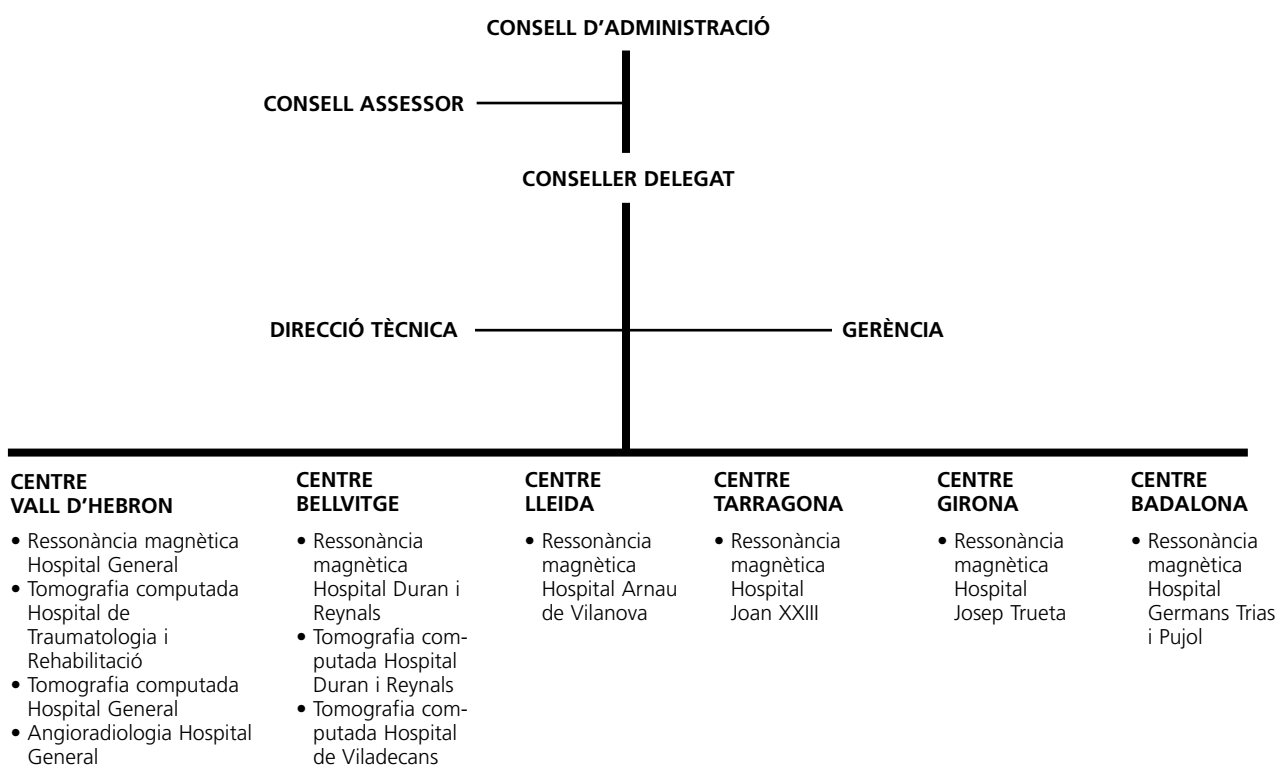 CONSELL D'ADMINISTRACIÓ
CONSELL ASSESSOR
CONSELLER DELEGAT
DIRECCIÓ TÈCNICA
GERÈNCIA
CENTRE
VALL D'HEBRON
• Ressonància magnètica
Hospital General
• Tomografia computada
Hospital de
Traumatologia i
Rehabilitació
• Tomografia computada
Hospital General
• Angioradiologia Hospital
General
CENTRE
BELLVITGE
• Ressonància
magnètica
Hospital Duran i
Reynals
• Tomografia com-
putada Hospital
Duran i Reynals
• Tomografia com-
putada Hospital
de Viladecans
CENTRE
LLEIDA
• Ressonància
magnètica
Hospital Arnau
de Vilanova
CENTRE
TARRAGONA
• Ressonància
magnètica
Hospital
Joan XXIII
CENTRE
GIRONA
• Ressonància
magnètica
Hospital
Josep Trueta
CENTRE
BADALONA
• Ressonància
magnètica
Hospital
Germans Trias
i Pujol